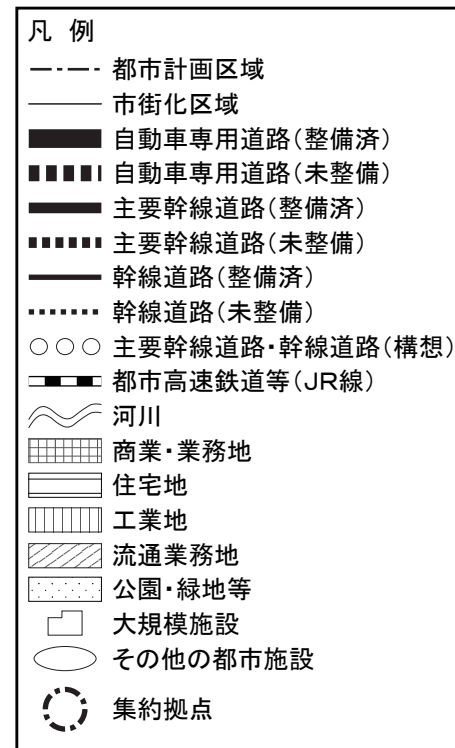 凡 例
都市計画区域
市街化区域
自動車専用道路（整備済）
自動車専用道路（未整備）
主要幹線道路（整備済）
主要幹線道路（未整備）
幹線道路（整備済）
幹線道路（未整備）
主要幹線道路・幹線道路（構想）
都市高速鉄道等（ＪＲ線）
河川
商業・業務地
住宅地
工業地
流通業務地
公園・緑地等
大規模施設
その他の都市施設
集約拠点